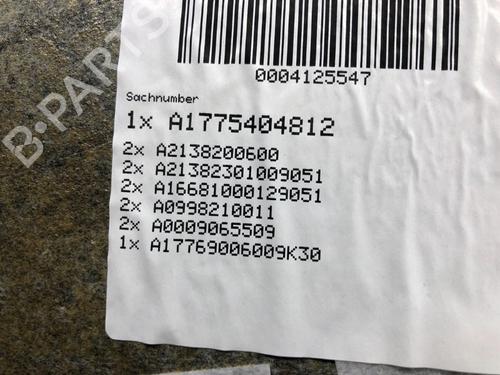 B-PARTS
0004125547
Sachnumber
1x A1775404812
2x A2138200600
2x A21382301009051
2x A16681000129051
2x A0998210011
2x A0009065509
1x A17769006009K30